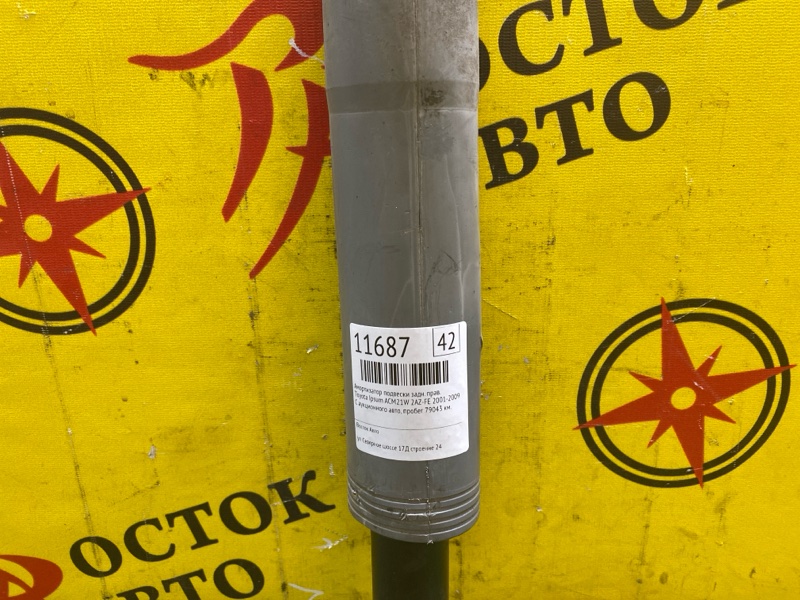 ОСТОК
ВТО
11687 42
Амортизатор подвески задн. прав.
Toyota Ipsum ACM21W 2AZ-FE 2001-2009
С аукционного авто, пробег 79043 км.
Восток Авто
ул. Северное шоссе 17Д строение 24
ОСТОК
ВТО